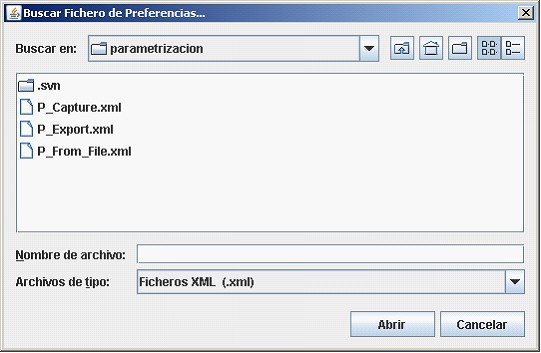 Buscar Fichero de Preferencias...
Buscar en: parametrizacion
.svn
P_Capture.xml
P_Export.xml
P_From_File.xml
Nombre de archivo:
Archivos de tipo: Ficheros XML (.xml)
Abrir Cancelar